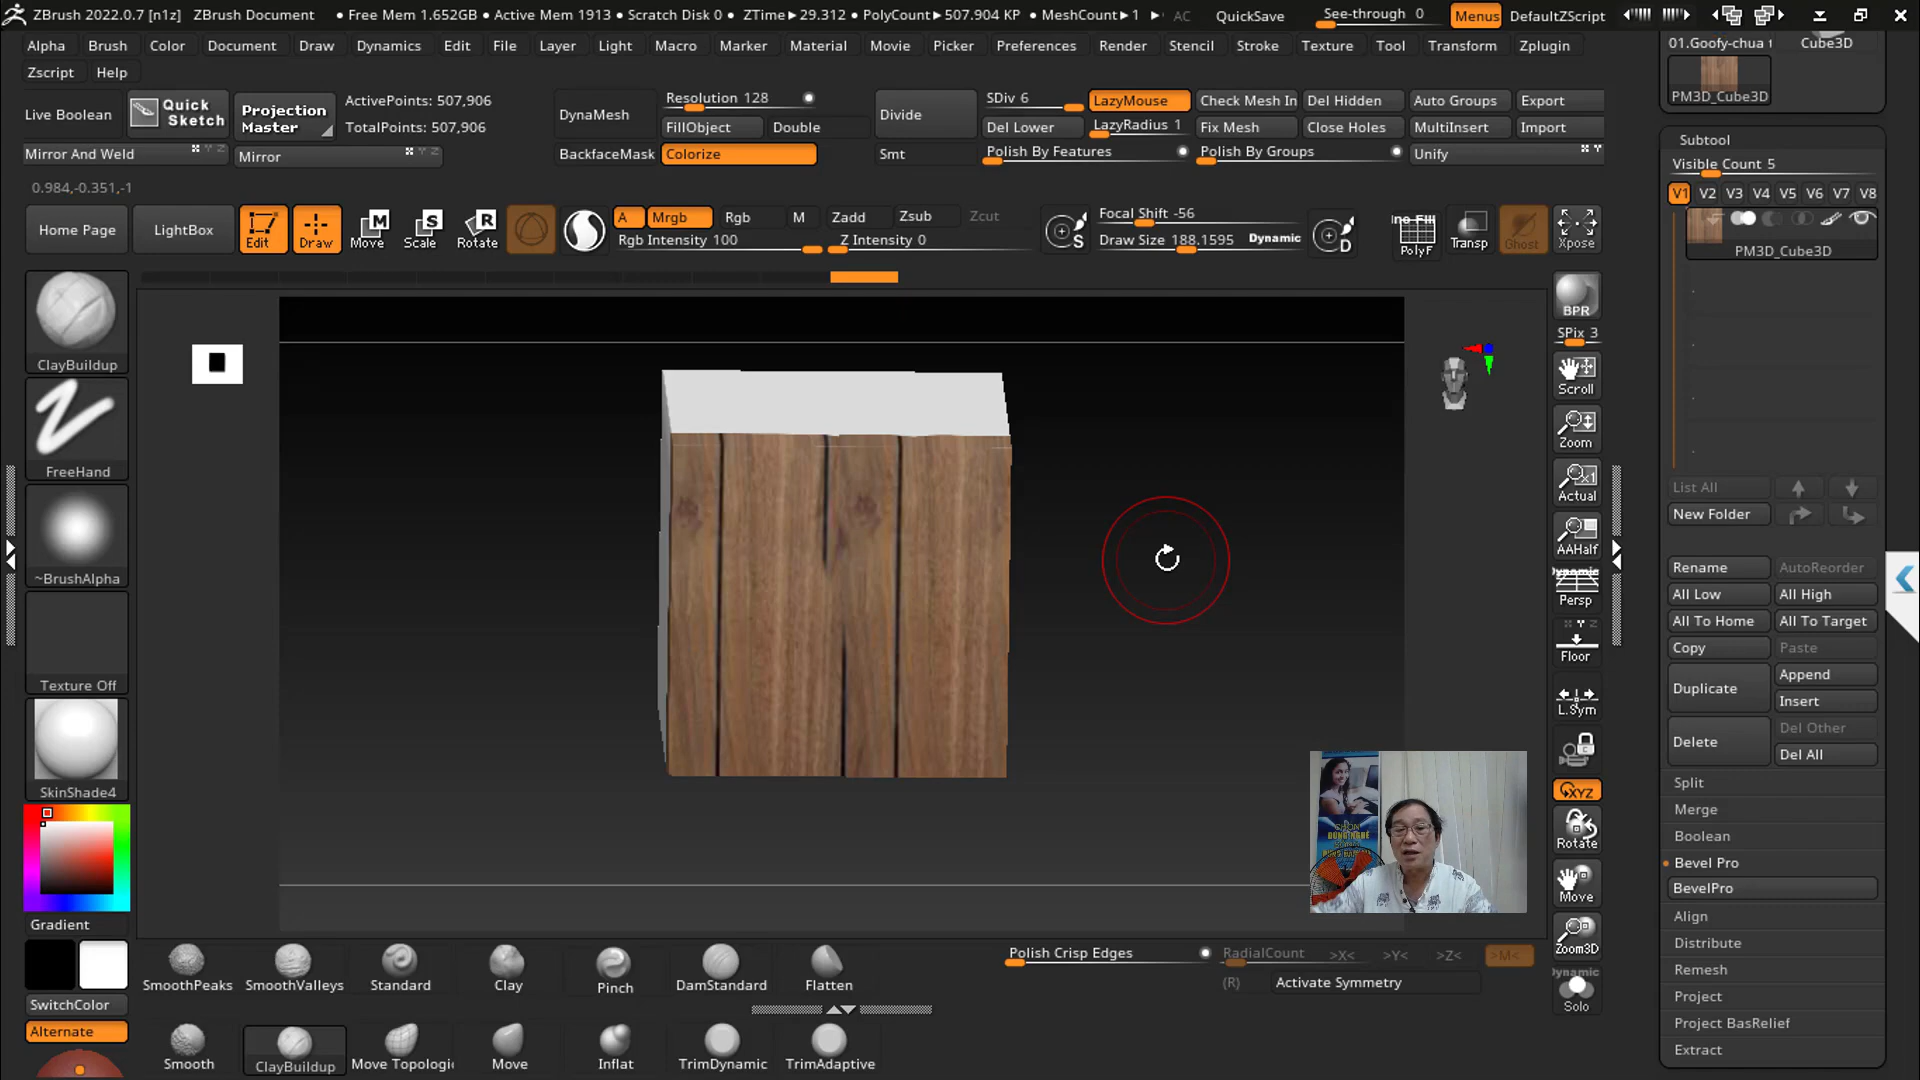 ZBrush 2022.0.7 [n1z] ZBrush Document • Free Mem 1.652GB • Active Mem 1913 • Scratch Disk 0 • ZTime►29.312 • PolyCount►507.904 KP • MeshCount►1 AC QuickSave See-through 0 Menus DefaultZScript
Alpha Brush Color Document Draw Dynamics Edit File Layer Light Macro Marker Material Movie Picker Preferences Render Stencil Stroke Texture Tool Transform Zplugin
Zscript Help
01.Goofy-chua t Cube3D
PM3D_Cube3D
Live Boolean Quick Sketch Projection Master ActivePoints: 507,906 DynaMesh Resolution 128 Divide SDiv 6 LazyMouse Check Mesh In Del Hidden Auto Groups Export
TotalPoints: 507,906 FillObject Double Del Lower LazyRadius 1 Fix Mesh Close Holes MultiInsert Import
Mirror And Weld Mirror BackfaceMask Colorize Smt Polish By Features Polish By Groups Unify
0.984,-0.351,-1
Home Page LightBox Edit Draw Move Scale Rotate A Mrgb Rgb M Zadd Zsub Zcut Focal Shift -56
Rgb Intensity 100 Z Intensity 0 S Draw Size 188.1595 Dynamic D PolyF Transp Ghost Xpose
Subtool
Visible Count 5
V1 V2 V3 V4 V5 V6 V7 V8
PM3D_Cube3D
ClayBuildup
FreeHand
~BrushAlpha
Texture Off
SkinShade4
Gradient
SwitchColor
Alternate
BPR
SPix 3
Scroll
Zoom
Actual
AAHalf
Dynamic
Persp
Floor
L.Sym
XYZ
Rotate
Move
Zoom3D
Dynamic
Solo
List All
New Folder
Rename AutoReorder
All Low All High
All To Home All To Target
Copy Paste
Duplicate Append
Insert
Delete Del Other
Del All
Split
Merge
Boolean
Bevel Pro
BevelPro
Align
Distribute
Remesh
Project
Project BasRelief
Extract
SmoothPeaks SmoothValleys Standard Clay Pinch DamStandard Flatten
Polish Crisp Edges RadialCount >X< >Y< >Z< >M<
(R) Activate Symmetry
Smooth ClayBuildup Move Topologi Move Inflat TrimDynamic TrimAdaptive